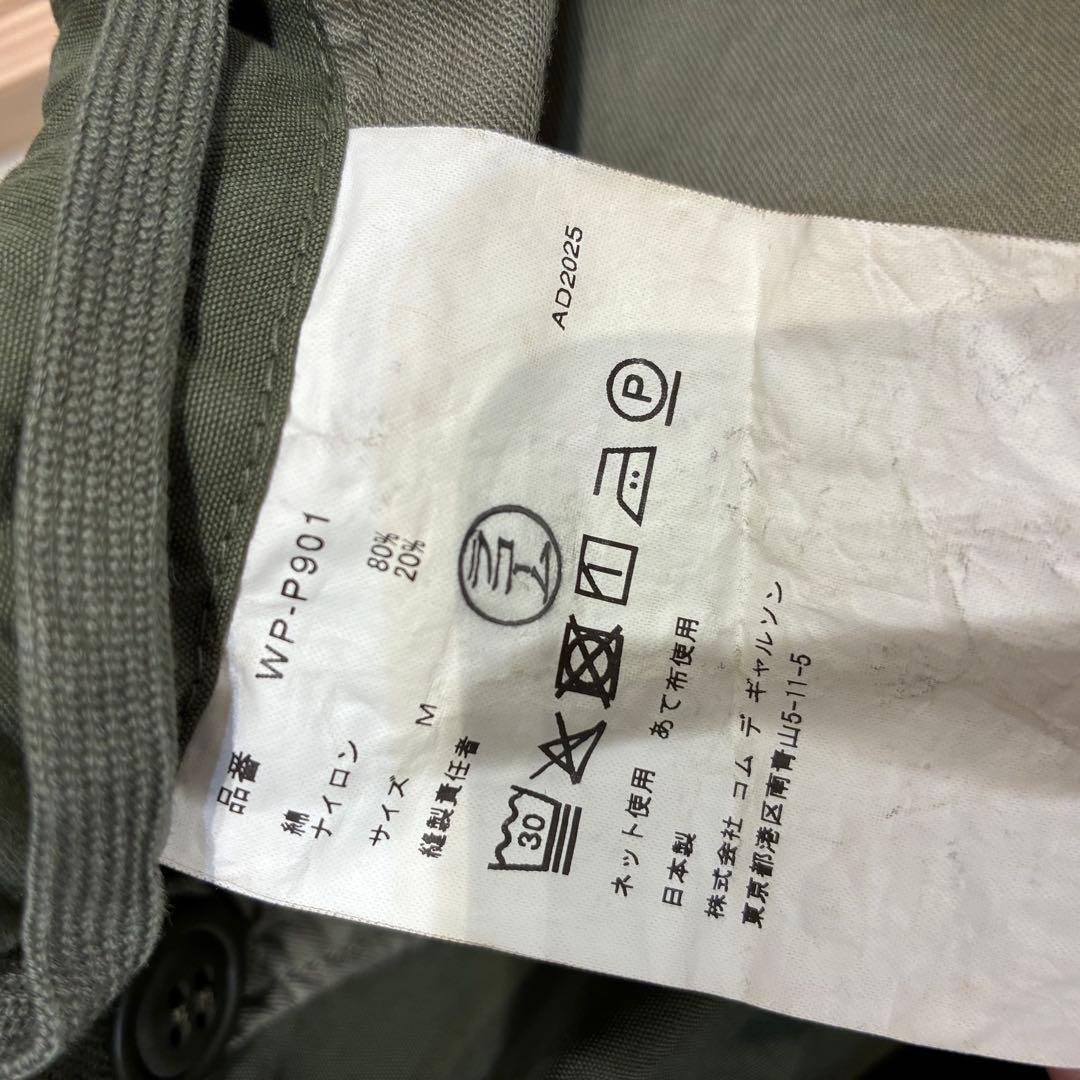 品番 WP-P901
綿 80%
ナイロン 20%
サイズ M
縫製責任者
30
P
AD2025
ネット使用 あて布使用
日本製
株式会社 コム デ ギャルソン
東京都港区南青山5-11-5